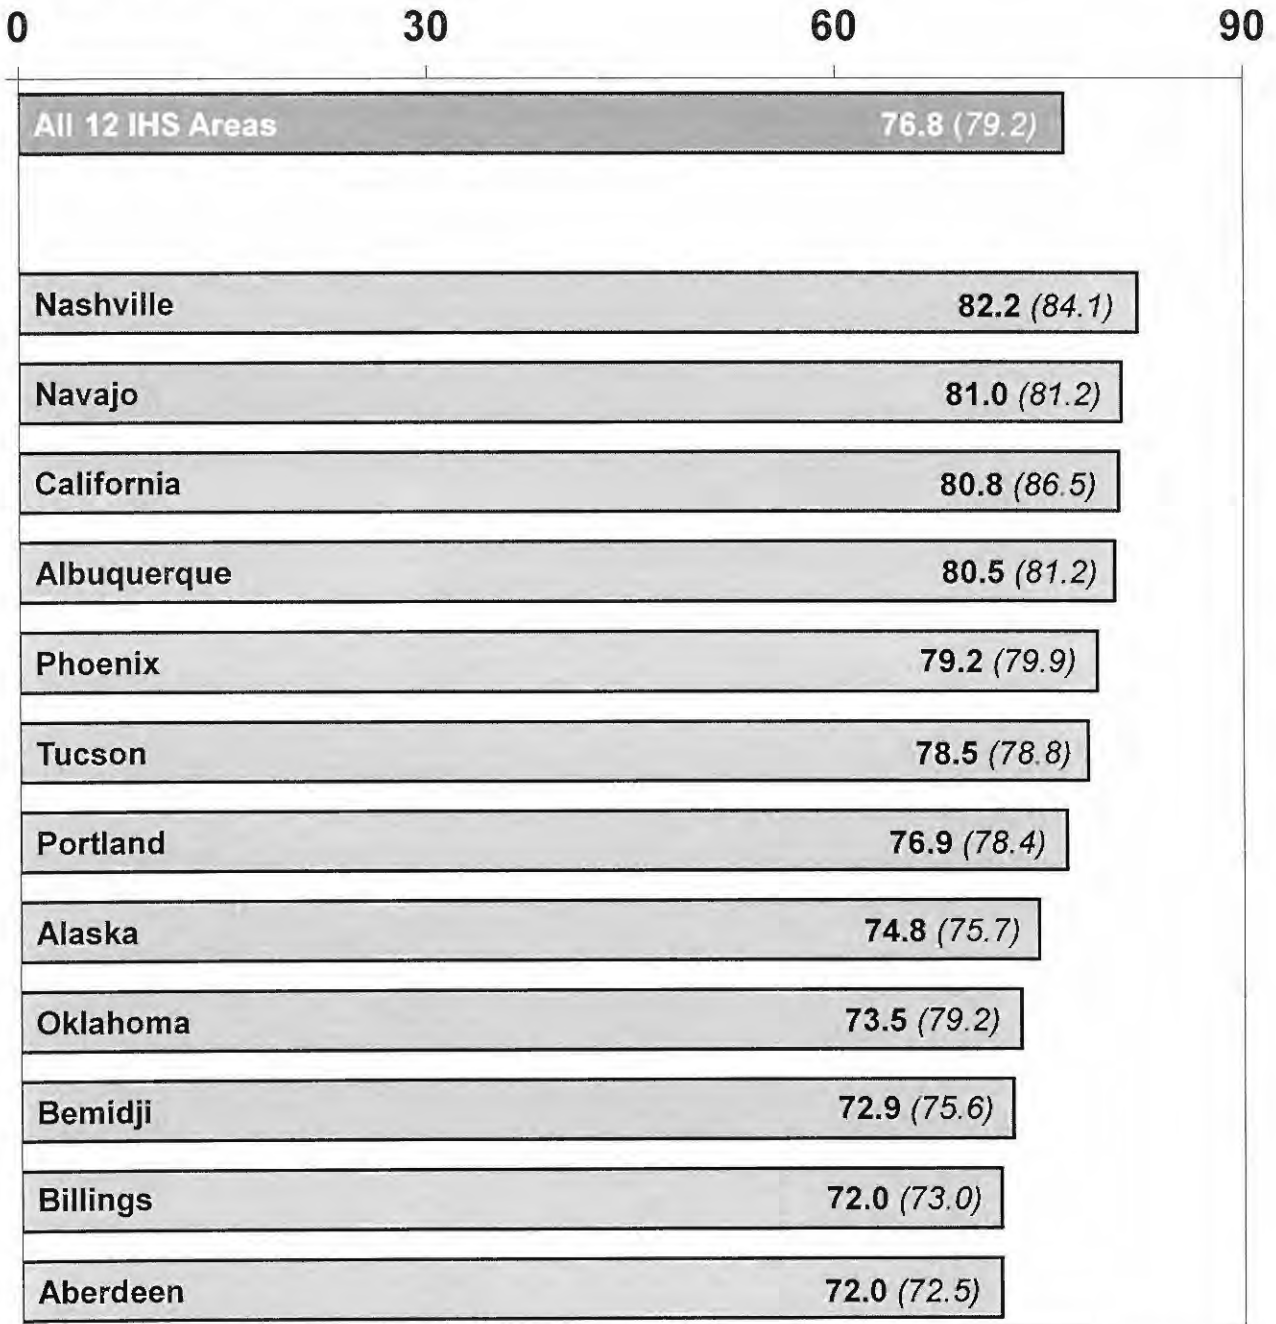 0 30 60 90
All 12 IHS Areas 76.8 (79.2)
Nashville 82.2 (84.1)
Navajo 81.0 (81.2)
California 80.8 (86.5)
Albuquerque 80.5 (81.2)
Phoenix 79.2 (79.9)
Tucson 78.5 (78.8)
Portland 76.9 (78.4)
Alaska 74.8 (75.7)
Oklahoma 73.5 (79.2)
Bemidji 72.9 (75.6)
Billings 72.0 (73.0)
Aberdeen 72.0 (72.5)